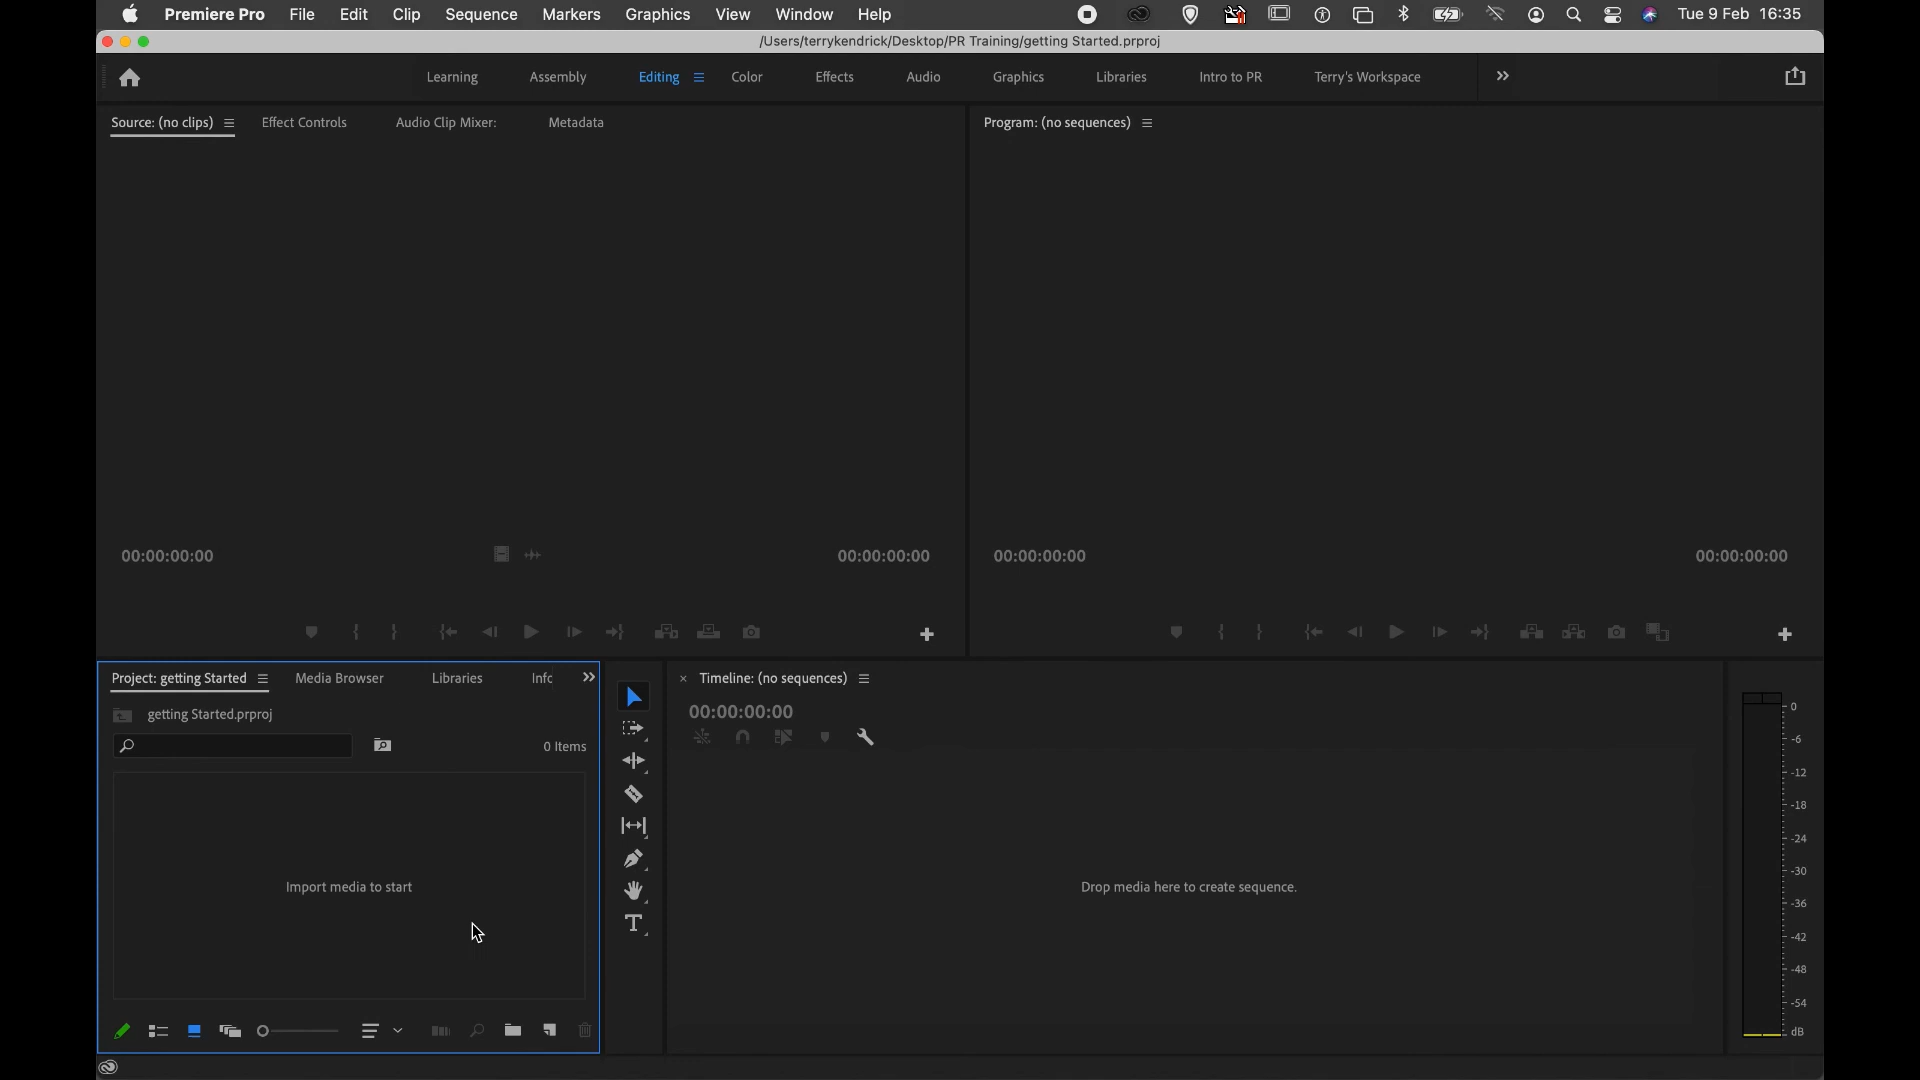 Premiere Pro File Edit Clip Sequence Markers Graphics View Window Help Tue 9 Feb 16:35
/Users/terrykendrick/Desktop/PR Training/getting Started.prproj
Learning Assembly Editing Color Effects Audio Graphics Libraries Intro to PR Terry's Workspace
Source: (no clips) Effect Controls Audio Clip Mixer: Metadata
Program: (no sequences)
00:00:00:00 00:00:00:00
00:00:00:00 00:00:00:00
Project: getting Started Media Browser Libraries Info
getting Started.prproj
0 Items
Import media to start
Timeline: (no sequences)
00:00:00:00
Drop media here to create sequence.
0
-6
-12
-18
-24
-30
-36
-42
-48
-54
dB